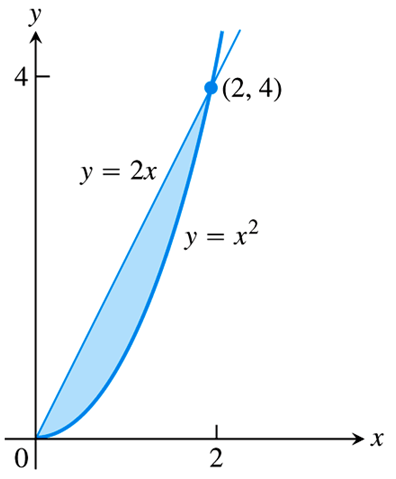 y
4
(2, 4)
y = 2x
y = x²
x
0
2